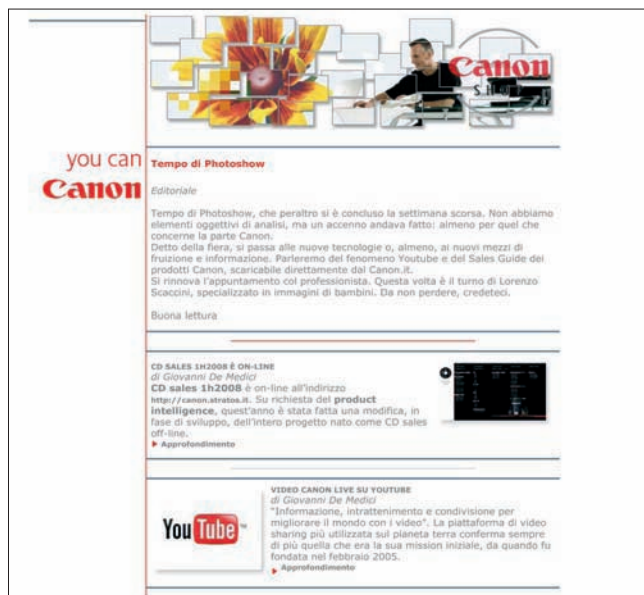 Canon
you can
Canon
Tempo di Photoshow
Editoriale
Tempo di Photoshow, che peraltro si è concluso la settimana scorsa. Non abbiamo
elementi oggettivi di analisi, ma un accenno andava fatto: almeno per quel che
concerne la parte Canon.
Detto della fiera, si passa alle nuove tecnologie o, almeno, ai nuovi mezzi di
fruizione e informazione. Parleremo del fenomeno Youtube e del Sales Guide dei
prodotti Canon, scaricabile direttamente dal Canon.it.
Si rinnova l'appuntamento col professionista. Questa volta è il turno di Lorenzo
Scaccini, specializzato in immagini di bambini. Da non perdere, credeteci.
Buona lettura
CD SALES 1H2008 È ON-LINE
di Giovanni De Medici
CD sales 1h2008 è on-line all'indirizzo
http://canon.stratos.it. Su richiesta del product
intelligence, quest'anno è stata fatta una modifica, in
fase di sviluppo, dell'intero progetto nato come CD sales
off-line.
Approfondimento
VIDEO CANON LIVE SU YOUTUBE
di Giovanni De Medici
"Informazione, intrattenimento e condivisione per
migliorare il mondo con i video". La piattaforma di video
sharing più utilizzata sul pianeta terra conferma sempre
di più quella che era la sua mission iniziale, da quando fu
fondata nel febbraio 2005.
Approfondimento
You Tube